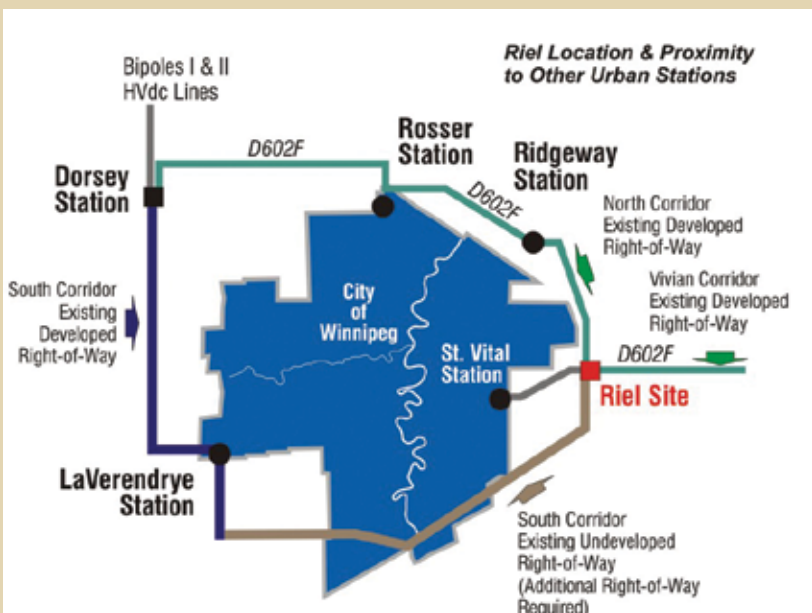 Riel Location & Proximity
to Other Urban Stations
Bipoles I & II
HVdc Lines
D602F
Rosser
Station
D602F
Ridgeway
Station
Dorsey
Station
North Corridor
Existing Developed
Right-of-Way
Vivian Corridor
Existing Developed
Right-of-Way
South Corridor
Existing
Developed
Right-of-Way
City
of
Winnipeg
St. Vital
Station
D602F
Riel Site
LaVerendrye
Station
South Corridor
Existing Undeveloped
Right-of-Way
(Additional Right-of-Way
Required)